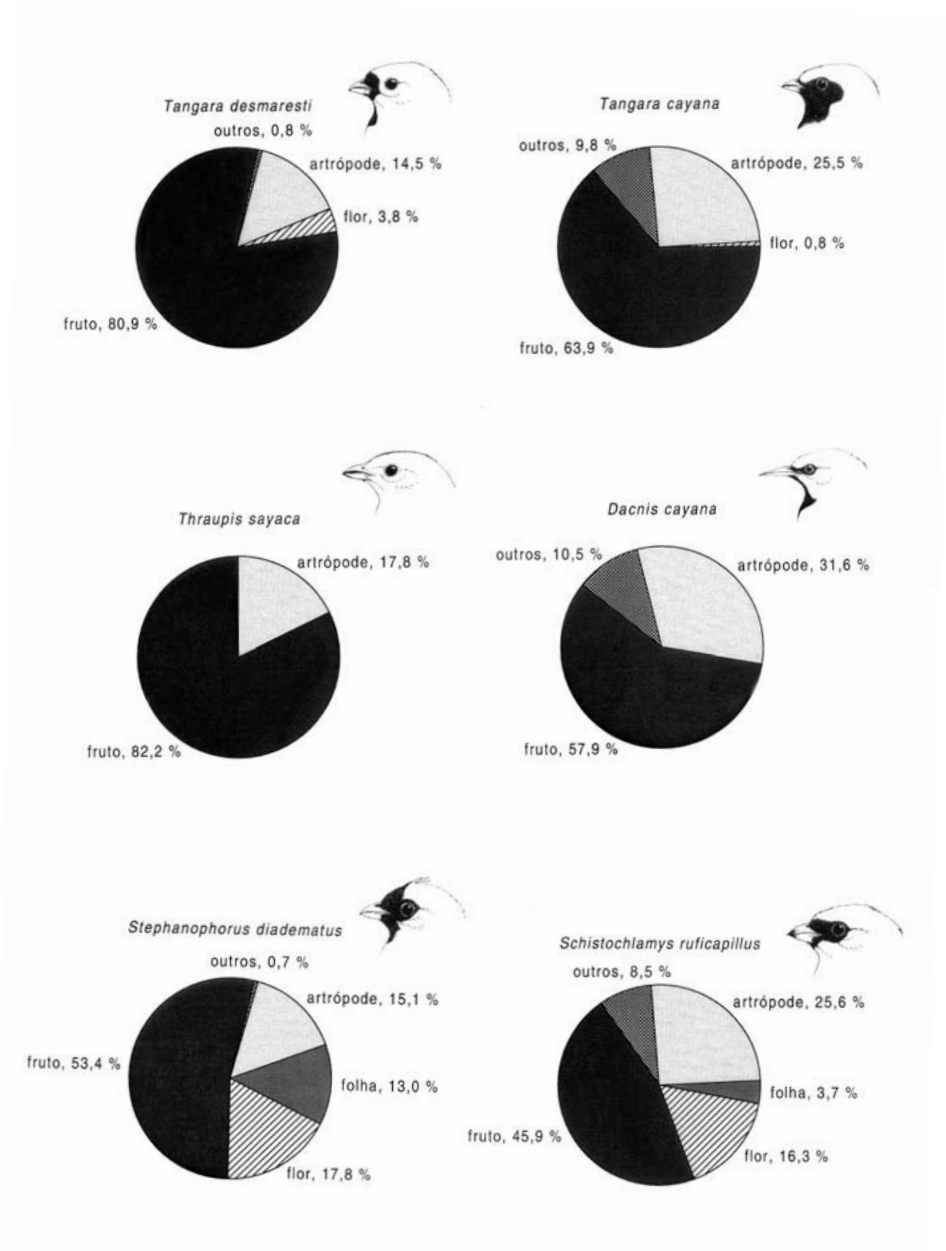 Tangara desmaresti
outros, 0,8 %
artrópode, 14,5 %
flor, 3,8 %
fruto, 80,9 %
Tangara cayana
outros, 9,8 %
artrópode, 25,5 %
flor, 0,8 %
fruto, 63,9 %
Thraupis sayaca
artrópode, 17,8 %
fruto, 82,2 %
Dacnis cayana
outros, 10,5 %
artrópode, 31,6 %
fruto, 57,9 %
Stephanophorus diadematus
outros, 0,7 %
artrópode, 15,1 %
fruto, 53,4 %
folha, 13,0 %
flor, 17,8 %
Schistochlamys ruficapillus
outros, 8,5 %
artrópode, 25,6 %
folha, 3,7 %
fruto, 45,9 %
flor, 16,3 %